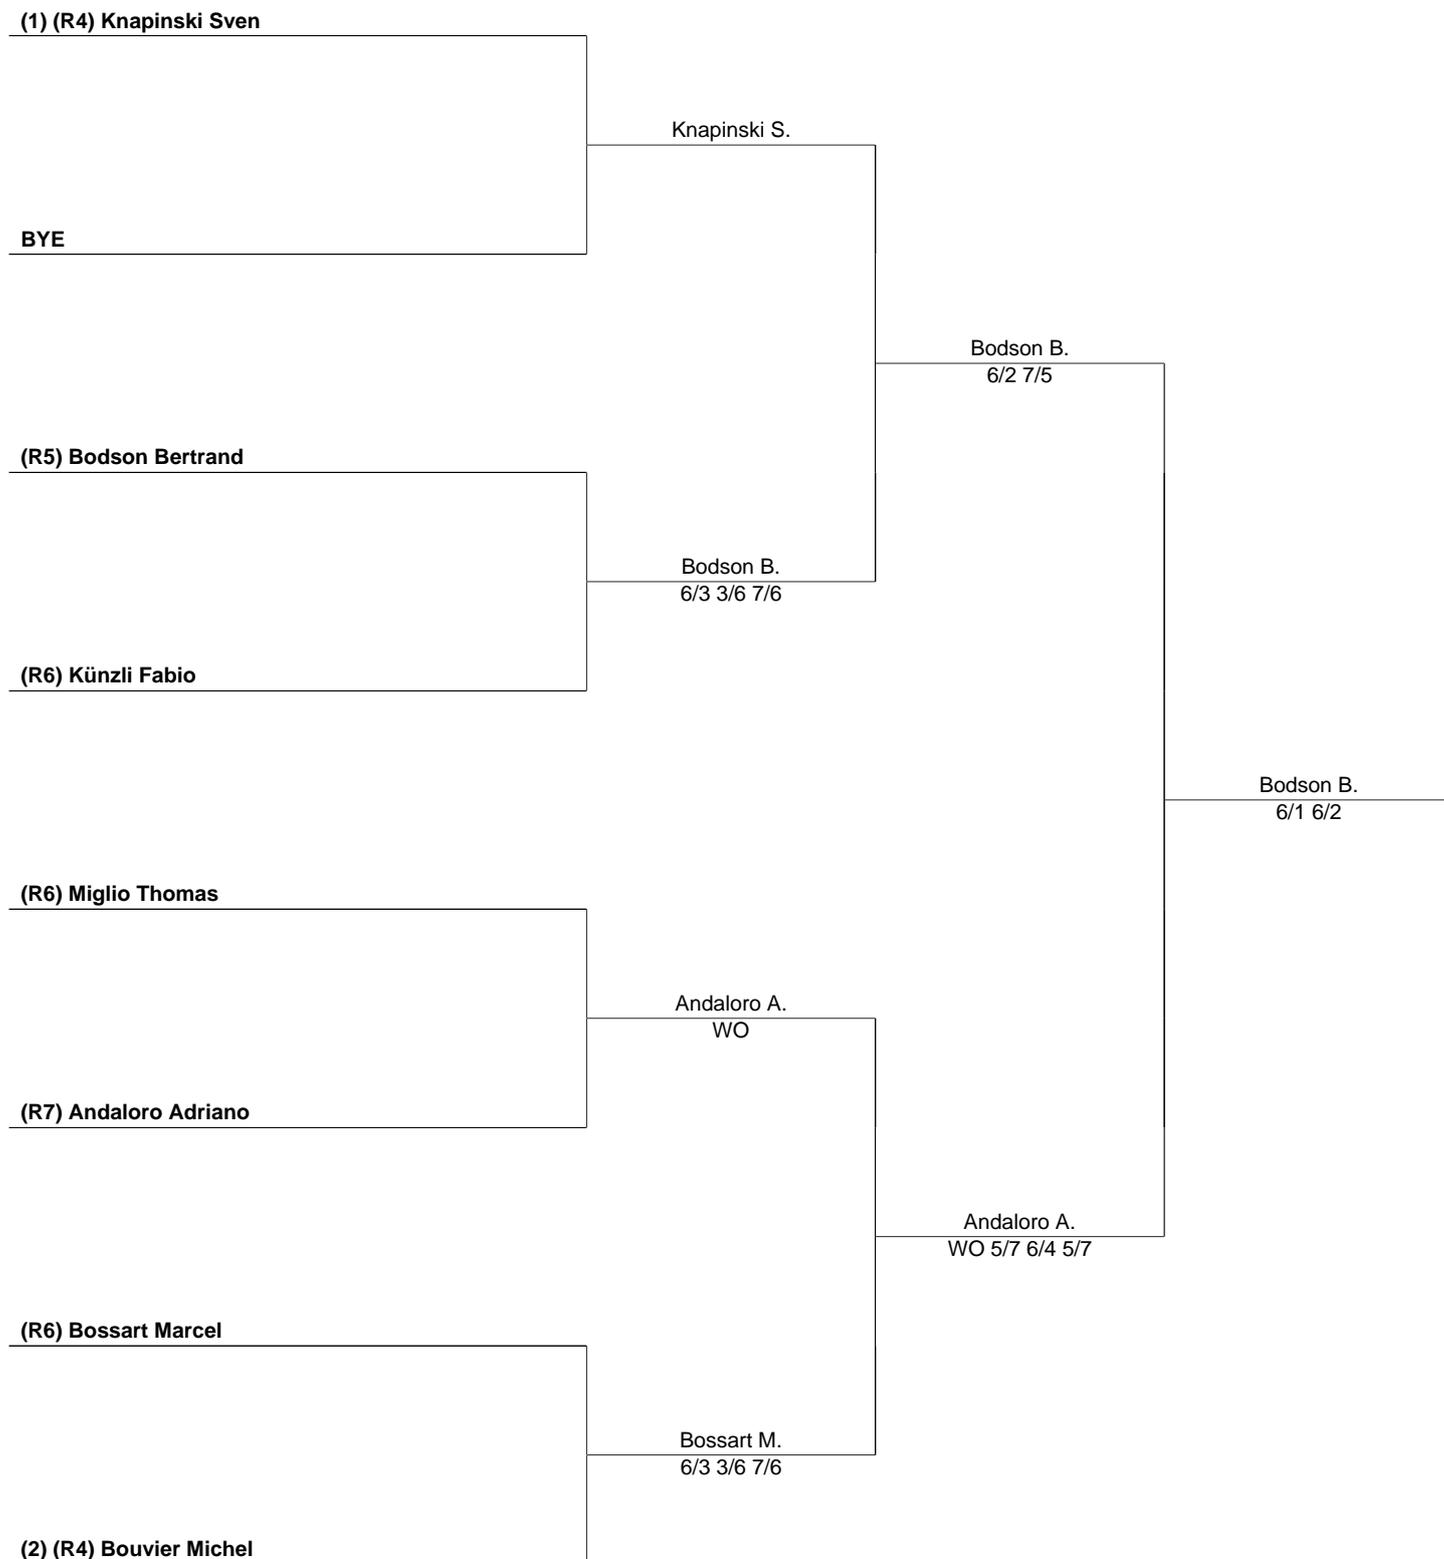 (1) (R4) Knapinski Sven
Knapinski S.
BYE
Bodson B.
6/2 7/5
(R5) Bodson Bertrand
Bodson B.
6/3 3/6 7/6
(R6) Künzli Fabio
Bodson B.
6/1 6/2
(R6) Miglio Thomas
Andaloro A.
WO
(R7) Andaloro Adriano
Andaloro A.
WO 5/7 6/4 5/7
(R6) Bossart Marcel
Bossart M.
6/3 3/6 7/6
(2) (R4) Bouvier Michel